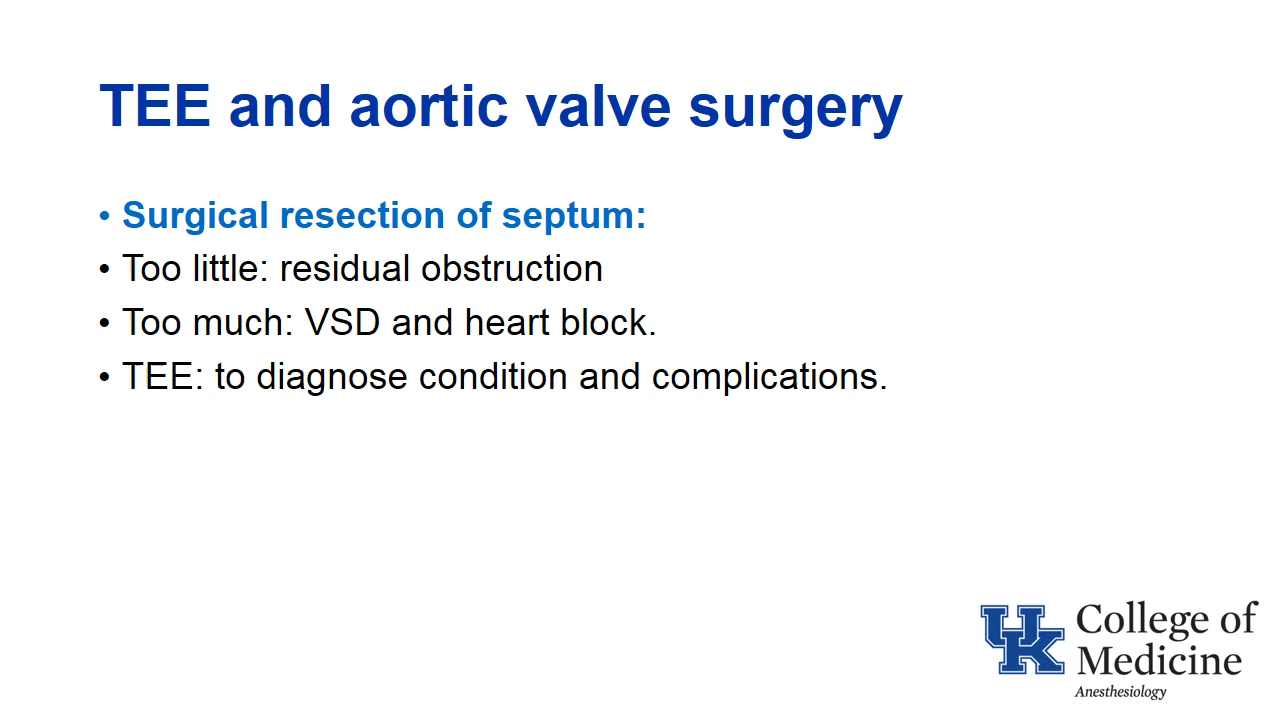 TEE and aortic valve surgery
• Surgical resection of septum:
• Too little: residual obstruction
• Too much: VSD and heart block.
• TEE: to diagnose condition and complications.
UK
College of
Medicine
Anesthesiology